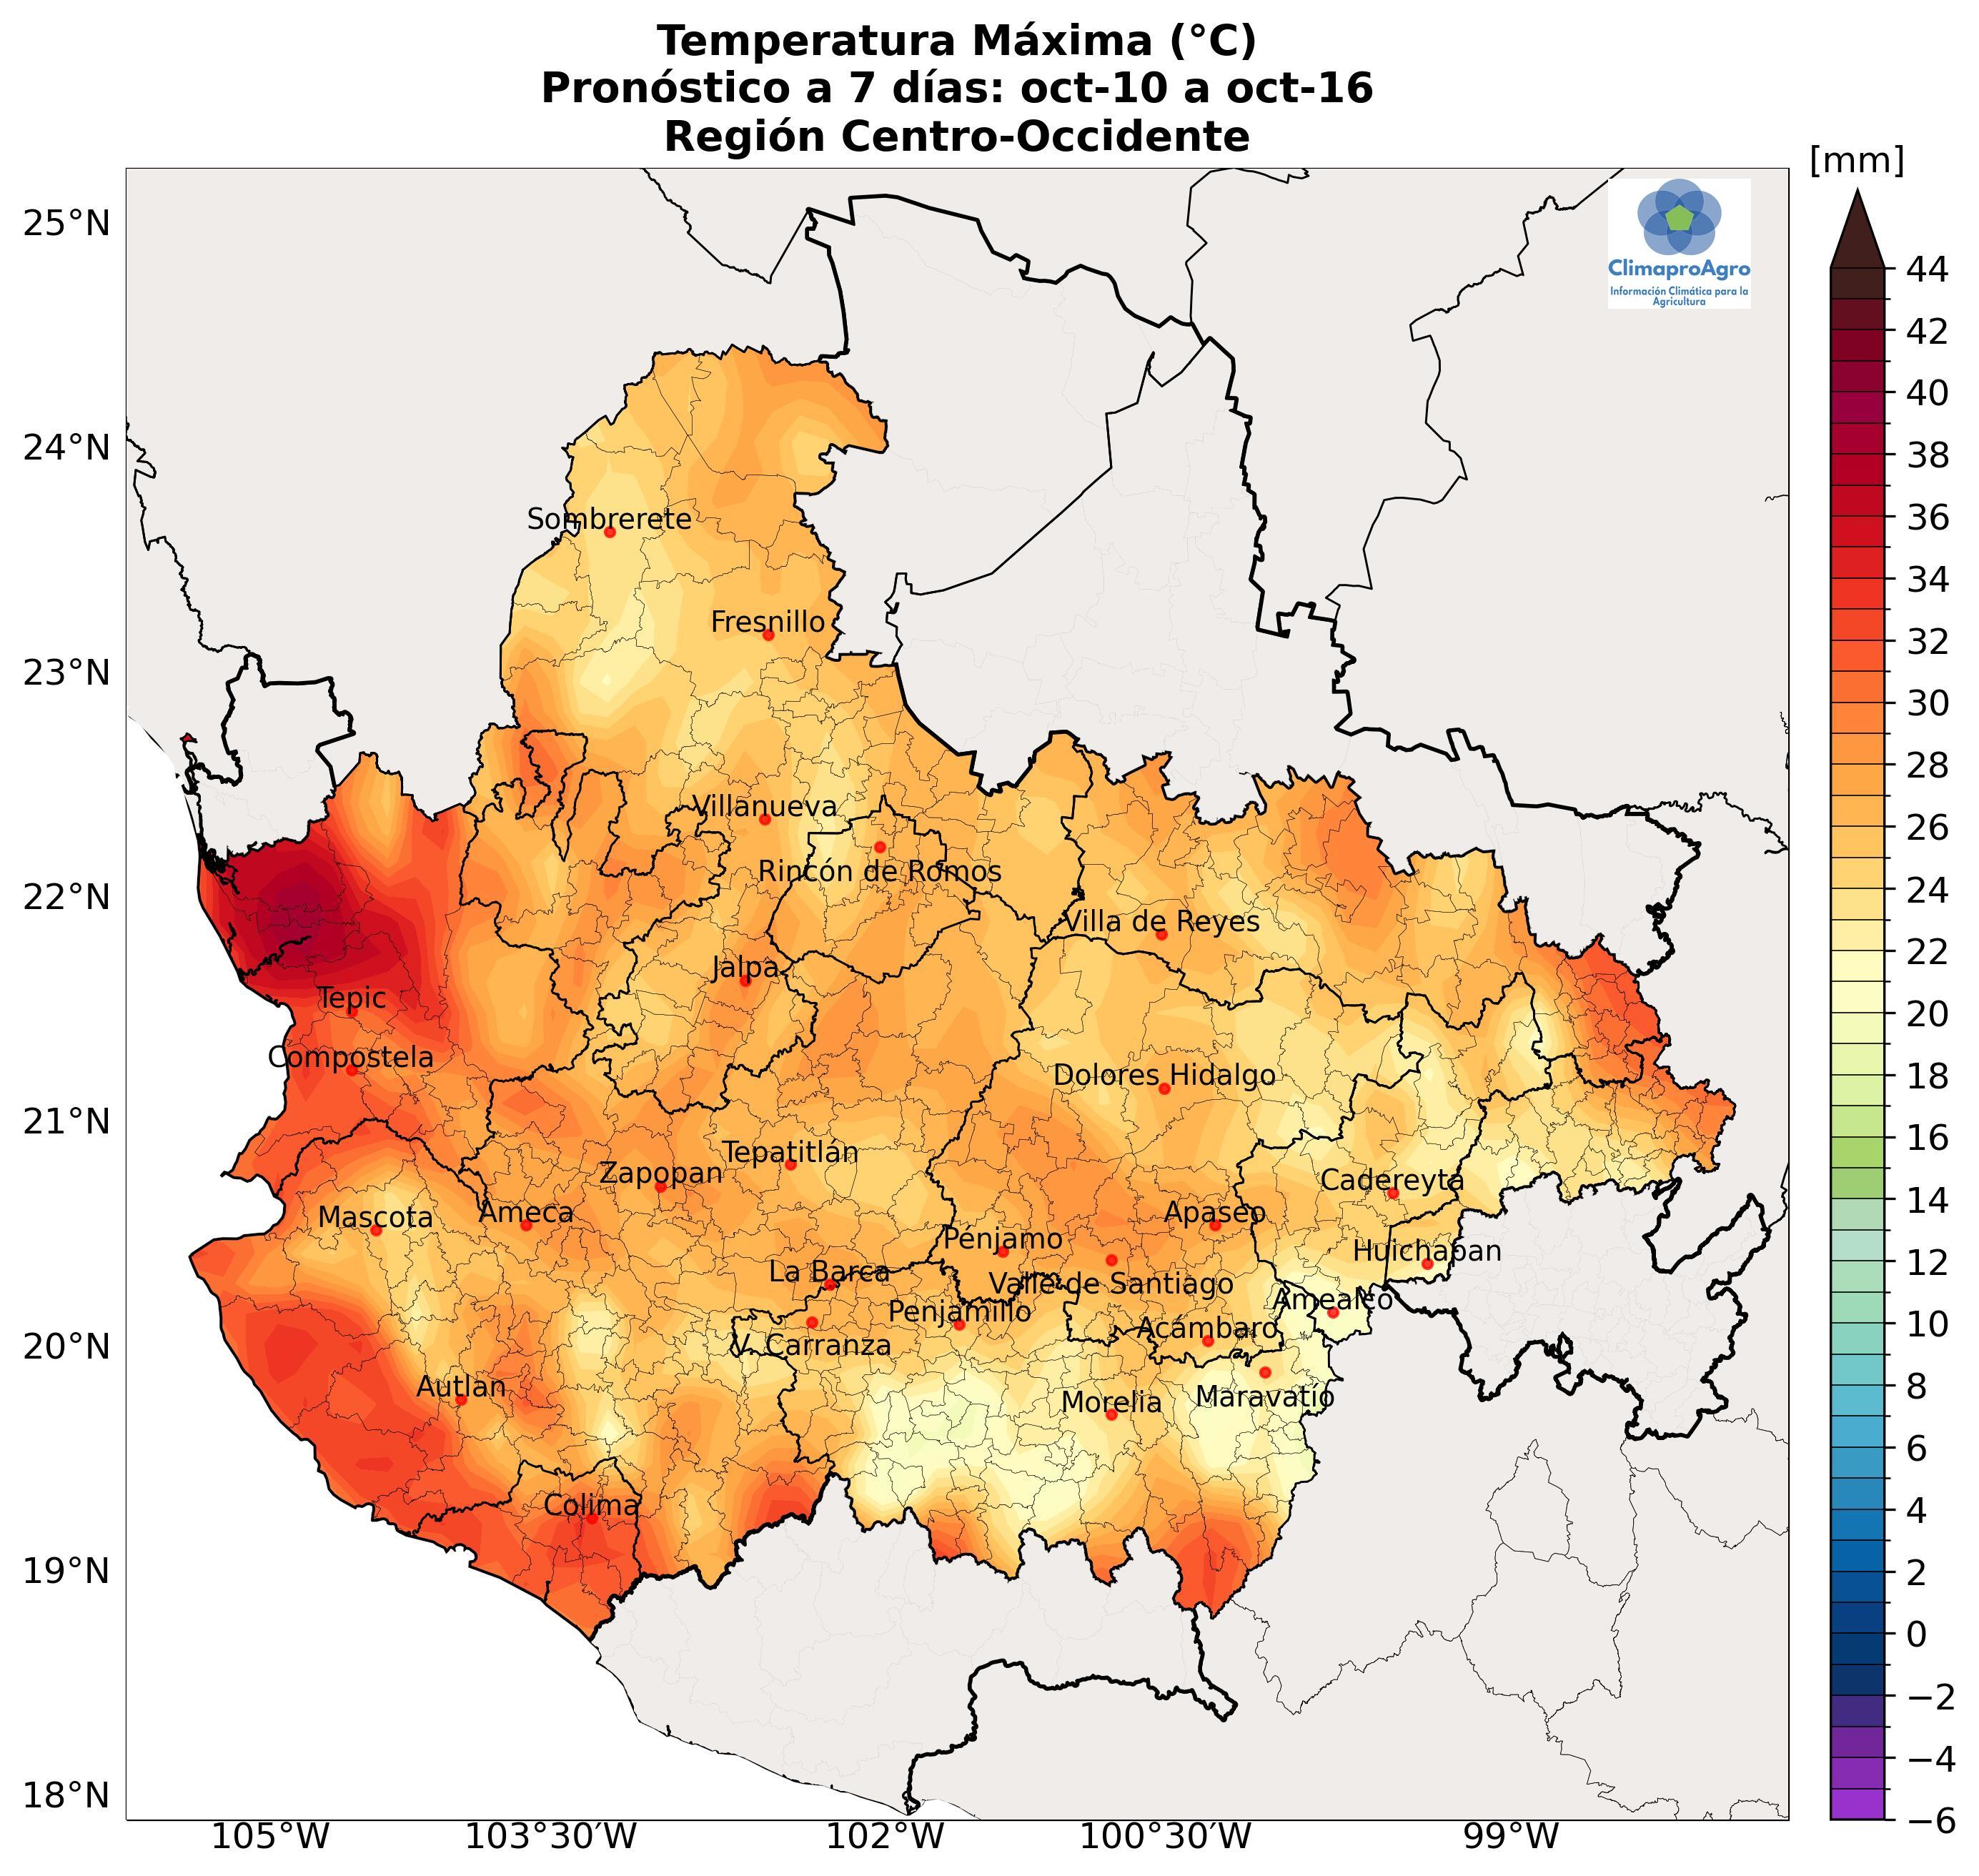 Temperatura Máxima (°C)
Pronóstico a 7 días: oct-10 a oct-16
Región Centro-Occidente
[mm]
ClimaproAgro
Información Climática para la
Agricultura
25°N
24°N
23°N
22°N
21°N
20°N
19°N
18°N
Sombrerete
Fresnillo
Villanueva
Rincón de Romos
Villa de Reyes
Jalpa
Tepic
Compostela
Dolores Hidalgo
Tepatitlán
Zapopan
Cadereyta
Mascota
Ameca
Apaseo
Pénjamo
Huichapan
La Barca
Valle de Santiago
Amealco
Penjamillo
Acámbaro
V. Carranza
Autlan
Morelia
Maravatío
Colima
105°W
103°30'W
102°W
100°30'W
99°W
44
42
40
38
36
34
32
30
28
26
24
22
20
18
16
14
12
10
8
6
4
2
0
−2
−4
−6